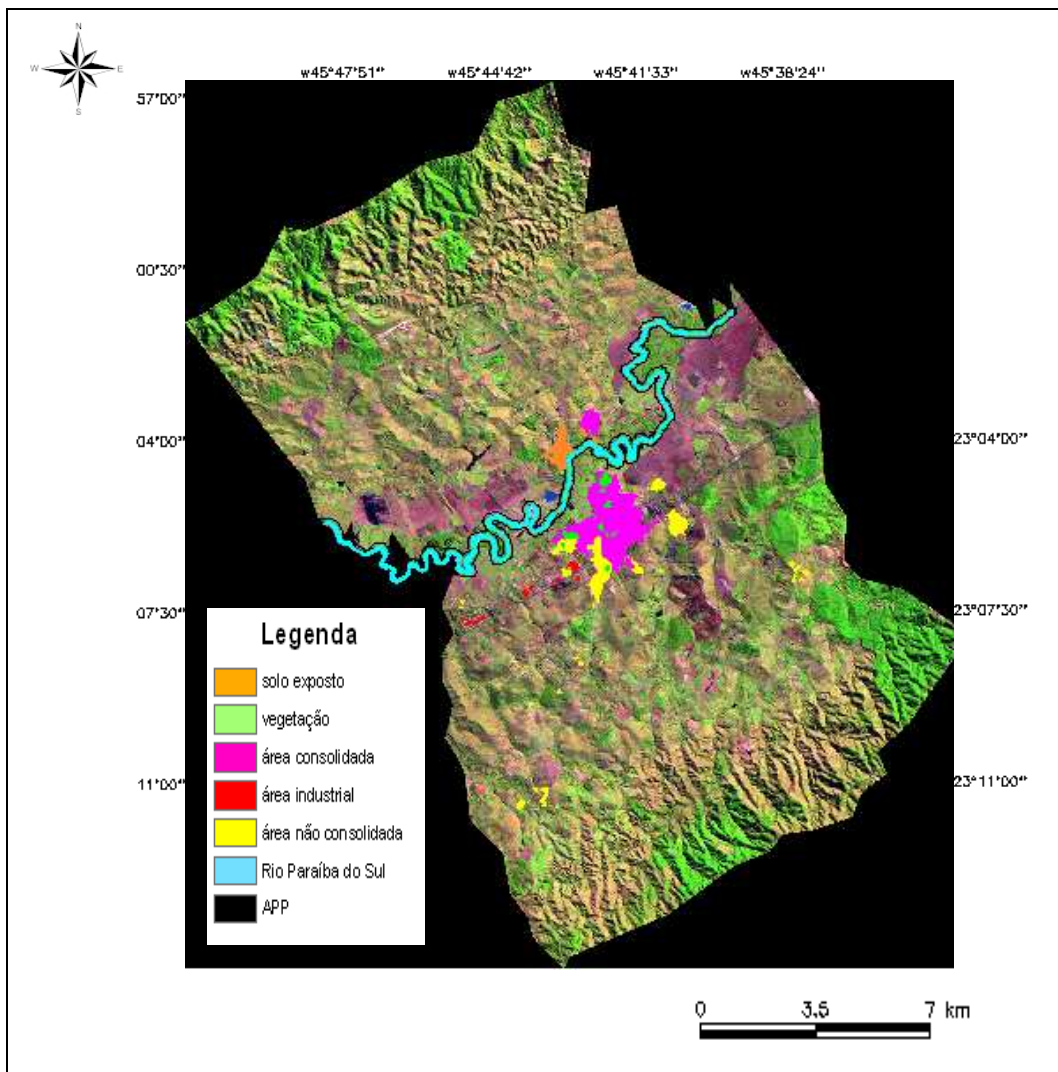 N
W E
S
w45°47'51'' w45°44'42'' w45°41'33'' w45°38'24''
57'00''
00'30''
04'00'' 23°04'00''
07'30'' 23°07'30''
11'00'' 23°11'00''
Legenda
solo exposto
vegetação
área consolidada
área industrial
área não consolidada
Rio Paraíba do Sul
APP
0 3,5 7 km